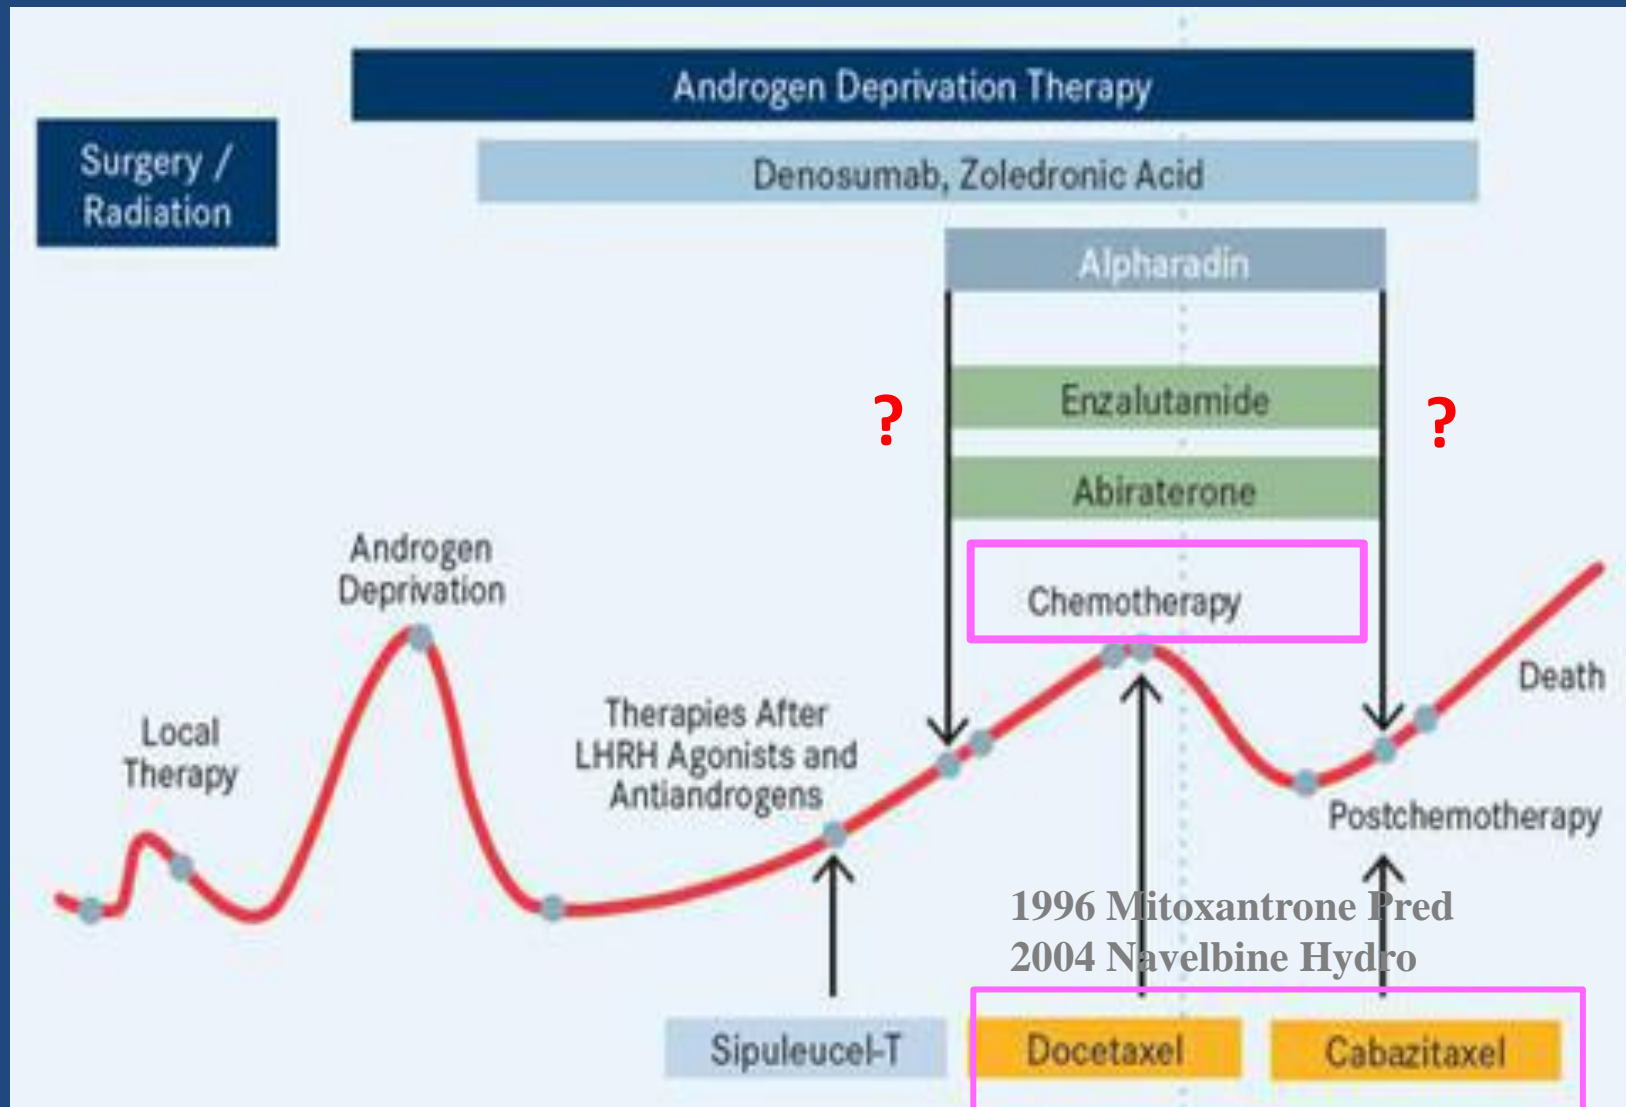 Androgen Deprivation Therapy
Surgery /
Radiation
Denosumab, Zoledronic Acid
Alpharadin
?
Enzalutamide
?
Abiraterone
Androgen
Deprivation
Chemotherapy
Death
Therapies After
LHRH Agonists and
Antiandrogens
Local
Therapy
Postchemotherapy
1996 Mitoxantrone Pred
2004 Navelbine Hydro
Sipuleucel-T
Docetaxel
Cabazitaxel